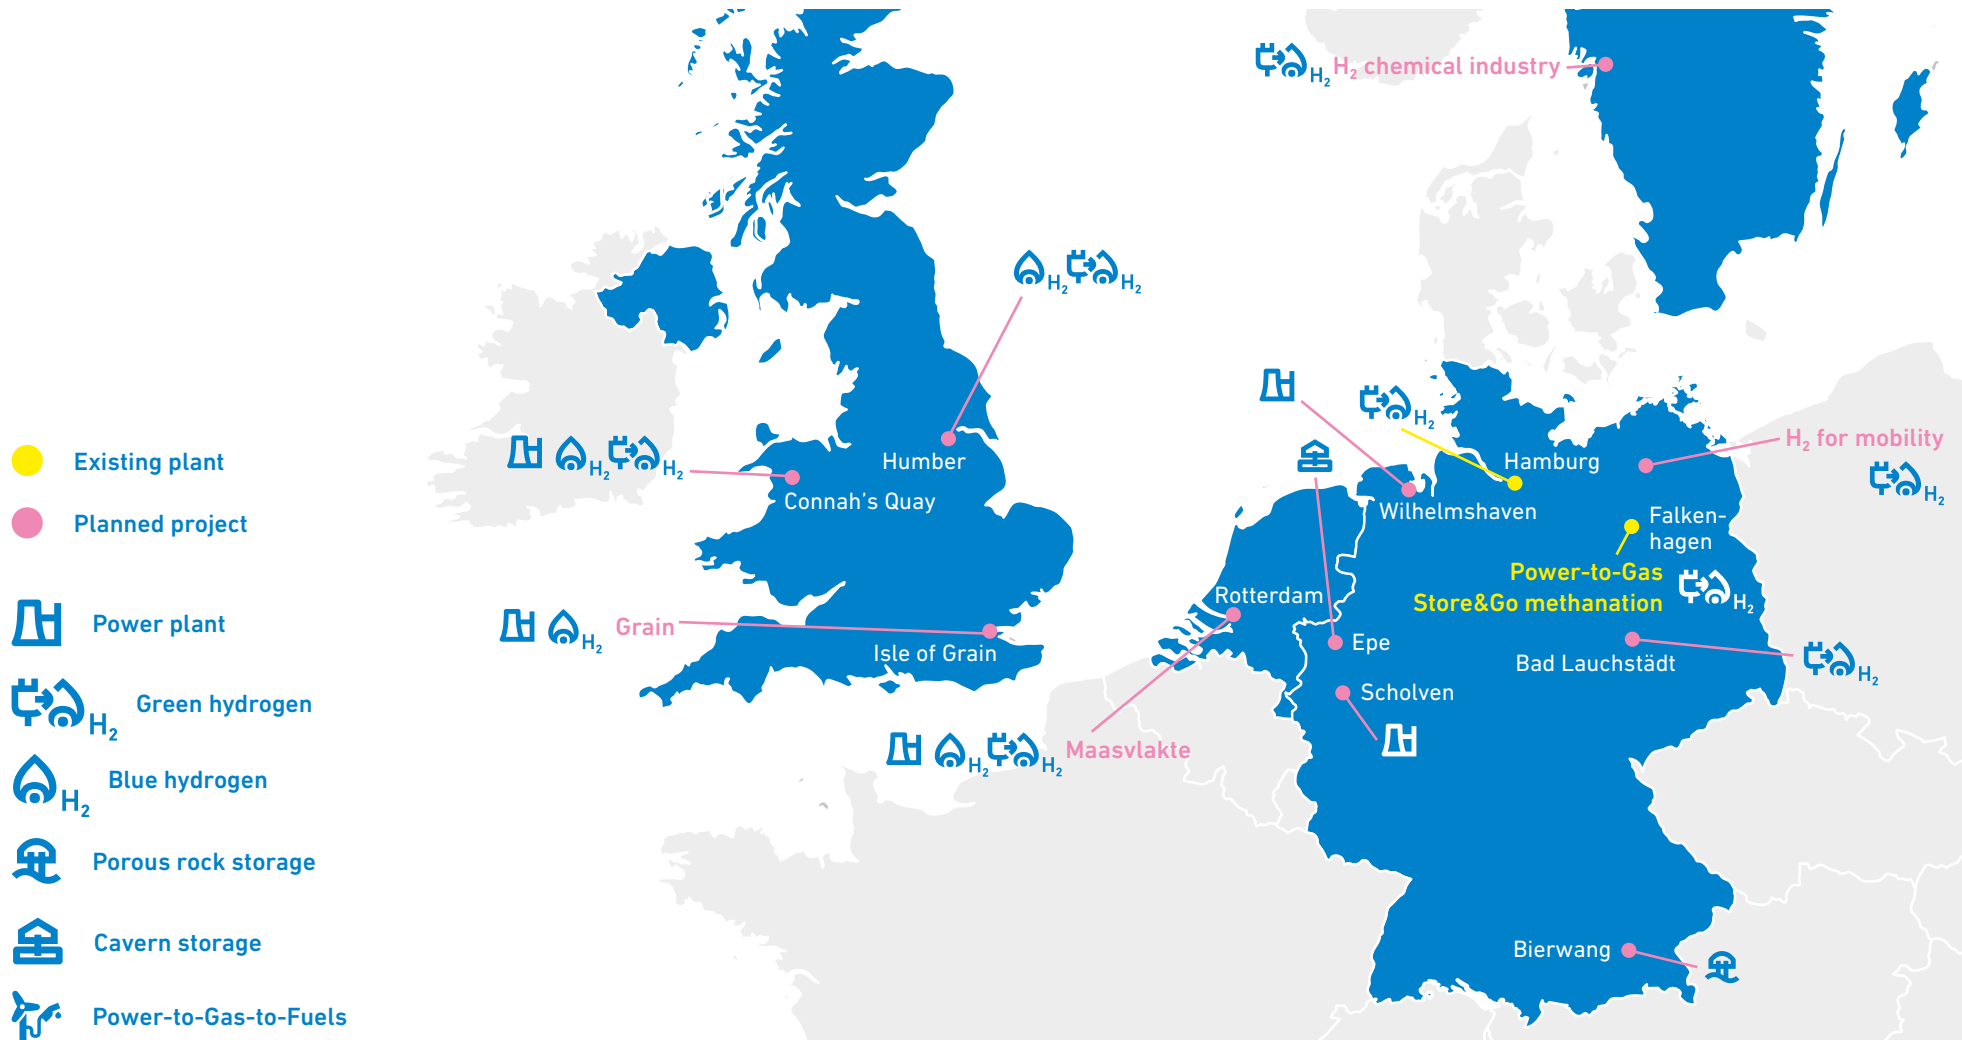 Existing plant
Planned project
Power plant
H₂
Green hydrogen
H₂
Blue hydrogen
Porous rock storage
Cavern storage
Power-to-Gas-to-Fuels
H₂ H₂ chemical industry
H₂ H₂
Humber
H₂ H₂
Connah's Quay
H₂ Grain
Isle of Grain
H₂ H₂ Maasvlakte
Rotterdam
Wilhelmshaven
H₂
Hamburg
H₂ for mobility
H₂
Falken-
hagen
Power-to-Gas
Store&Go methanation
H₂
Epe
Scholven
Bad Lauchstädt
H₂
Bierwang